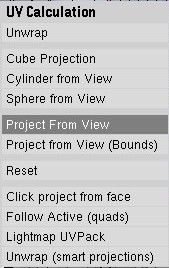 UV Calculation
Unwrap
Cube Projection
Cylinder from View
Sphere from View
Project From View
Project from View (Bounds)
Reset
Click project from face
Follow Active (quads)
Lightmap UVPack
Unwrap (smart projections)